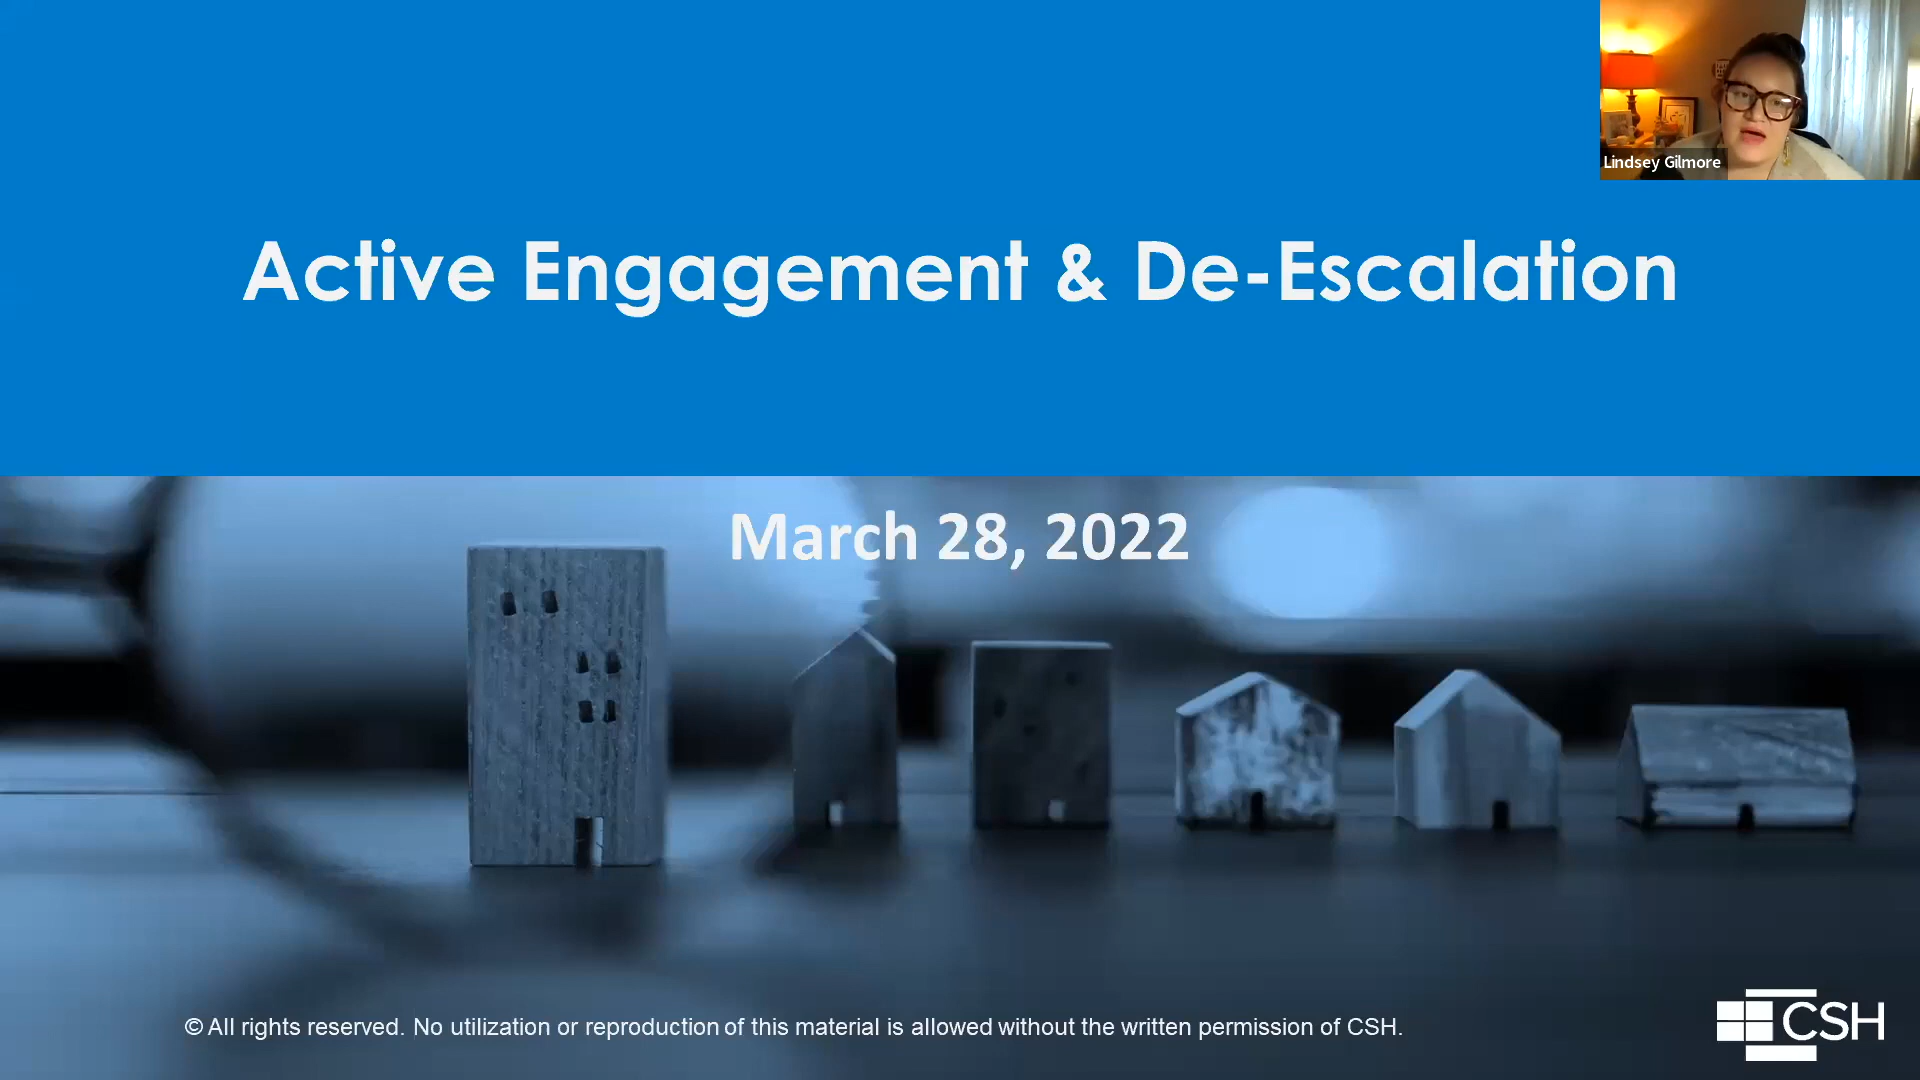 Lindsey Gilmore
Active Engagement & De-Escalation
March 28, 2022
© All rights reserved. No utilization or reproduction of this material is allowed without the written permission of CSH.
CSH